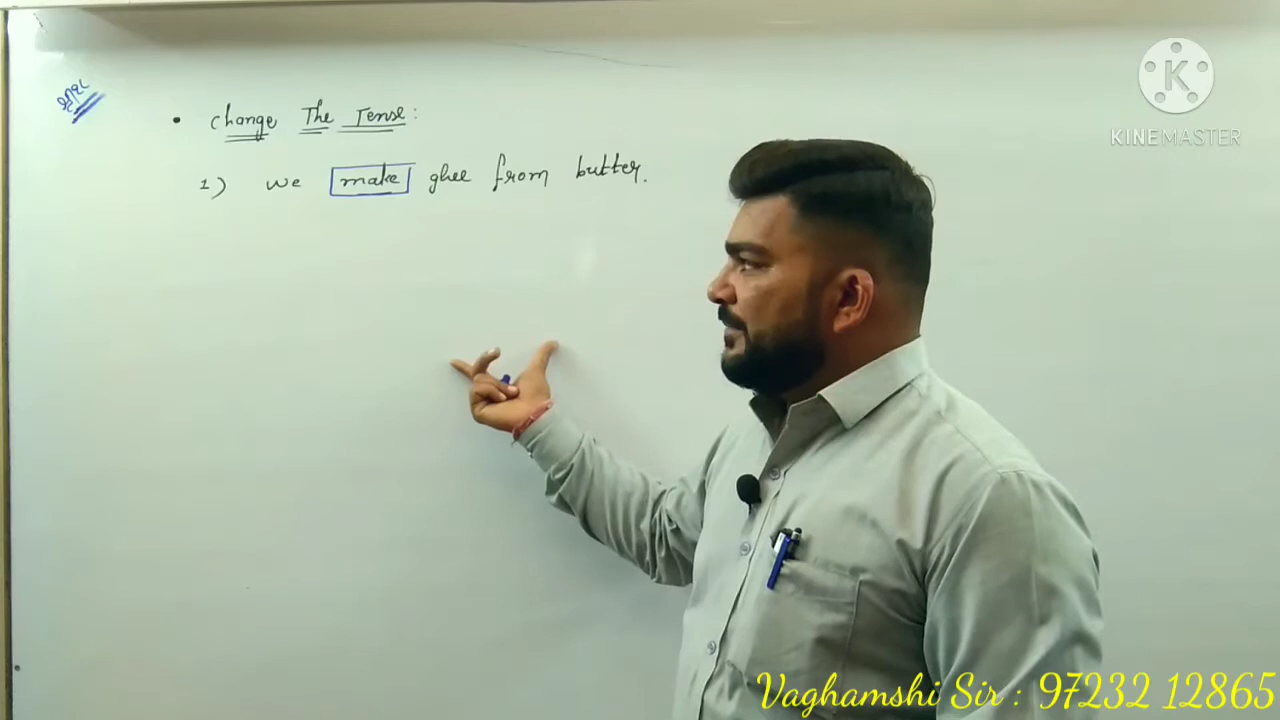 • Change The Tense:
1) we make ghee from butter.
KINEMASTER
Vaghamshi Sir : 97232 12865